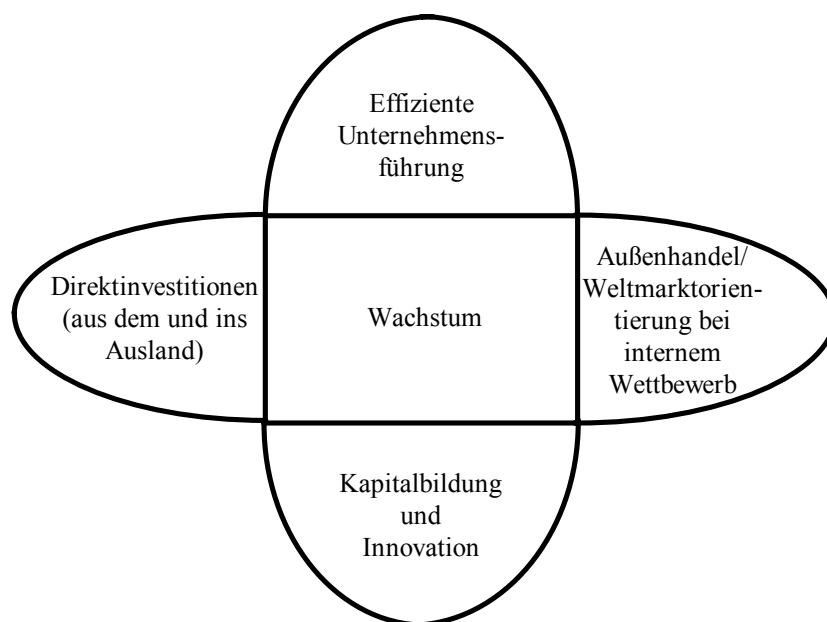 Effiziente
Unternehmens-
führung
Direktinvestitionen
(aus dem und ins
Ausland)
Wachstum
Außenhandel/
Weltmarktorien-
tierung bei
internem
Wettbewerb
Kapitalbildung
und
Innovation